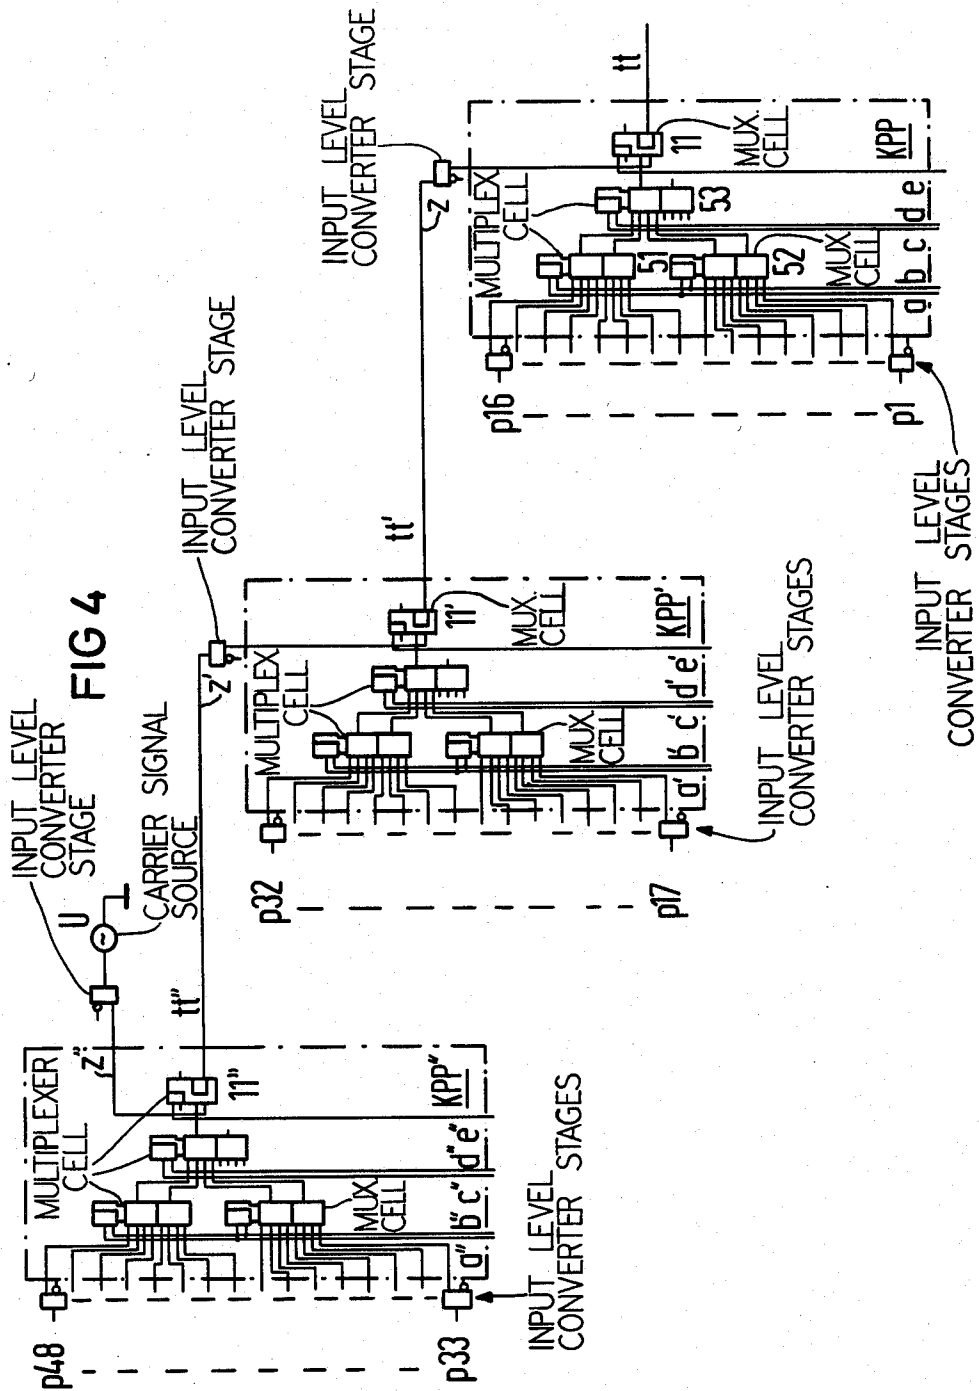 FIG 4
INPUT LEVEL
CONVERTER
STAGE
U
CARRIER SIGNAL
SOURCE
z"
tt"
MULTIPLEXER
CELL
11"
KPP"
MUX
CELL
a" b" c" d" e"
p48
p33
INPUT LEVEL
CONVERTER STAGES
INPUT LEVEL
CONVERTER STAGE
z'
tt'
MULTIPLEX
CELL
11'
MUX.
CELL
KPP'
MUX.
CELL
a' b' c' d' e'
p32
p17
INPUT LEVEL
CONVERTER STAGES
INPUT LEVEL
CONVERTER STAGE
z
tt
MULTIPLEX
CELL
11
MUX.
CELL
KPP
53
51
52
MUX
CELL
a b c d e
p16
p1
INPUT LEVEL
CONVERTER STAGES